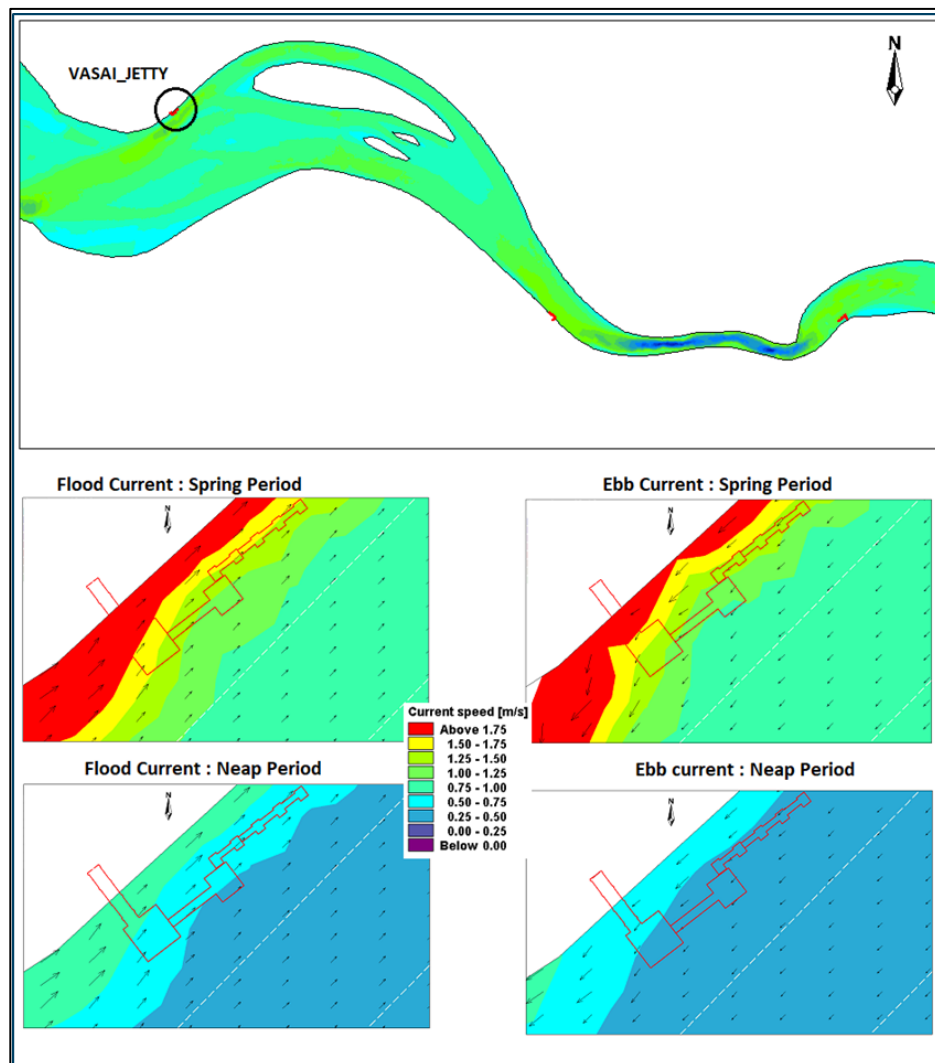 N
VASAI_JETTY
Flood Current : Spring Period
Ebb Current : Spring Period
N
N
Current speed [m/s]
Above 1.75
1.50 - 1.75
1.25 - 1.50
1.00 - 1.25
0.75 - 1.00
0.50 - 0.75
0.25 - 0.50
0.00 - 0.25
Below 0.00
Flood Current : Neap Period
Ebb current : Neap Period
N
N